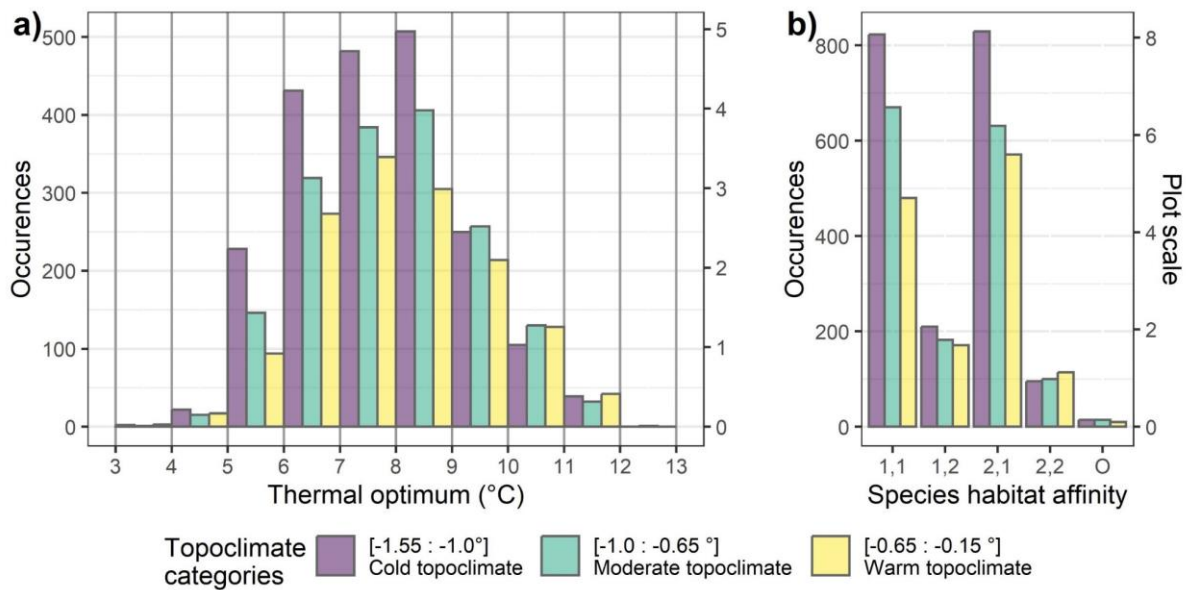 a)
500
400
300
200
100
0
Occurences
5
4
3
2
1
0
3 4 5 6 7 8 9 10 11 12 13
Thermal optimum (°C)
b)
800
600
400
200
0
Occurences
8
6
4
2
0
Plot scale
1,1 1,2 2,1 2,2 O
Species habitat affinity
Topoclimate
categories
[-1.55 : -1.0°]
Cold topoclimate
[-1.0 : -0.65 °]
Moderate topoclimate
[-0.65 : -0.15 °]
Warm topoclimate